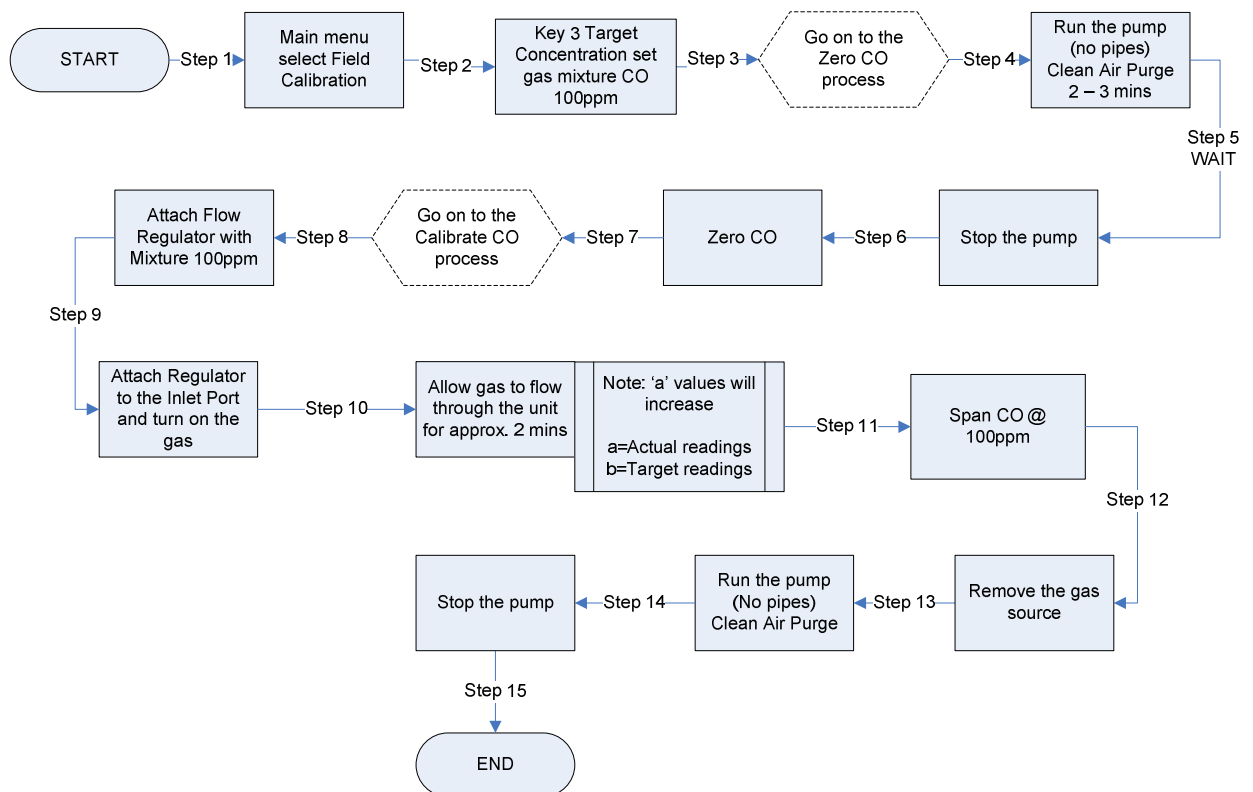 START
Step 1
Main menu
select Field
Calibration
Step 2
Key 3 Target
Concentration set
gas mixture CO
100ppm
Step 3
Go on to the
Zero CO
process
Step 4
Run the pump
(no pipes)
Clean Air Purge
2 – 3 mins
Step 5
WAIT
Stop the pump
Step 6
Zero CO
Step 7
Go on to the
Calibrate CO
process
Step 8
Attach Flow
Regulator with
Mixture 100ppm
Step 9
Attach Regulator
to the Inlet Port
and turn on the
gas
Step 10
Allow gas to flow
through the unit
for approx. 2 mins
Note: ‘a’ values will
increase
a=Actual readings
b=Target readings
Step 11
Span CO @
100ppm
Step 12
Remove the gas
source
Step 13
Run the pump
(No pipes)
Clean Air Purge
Step 14
Stop the pump
Step 15
END